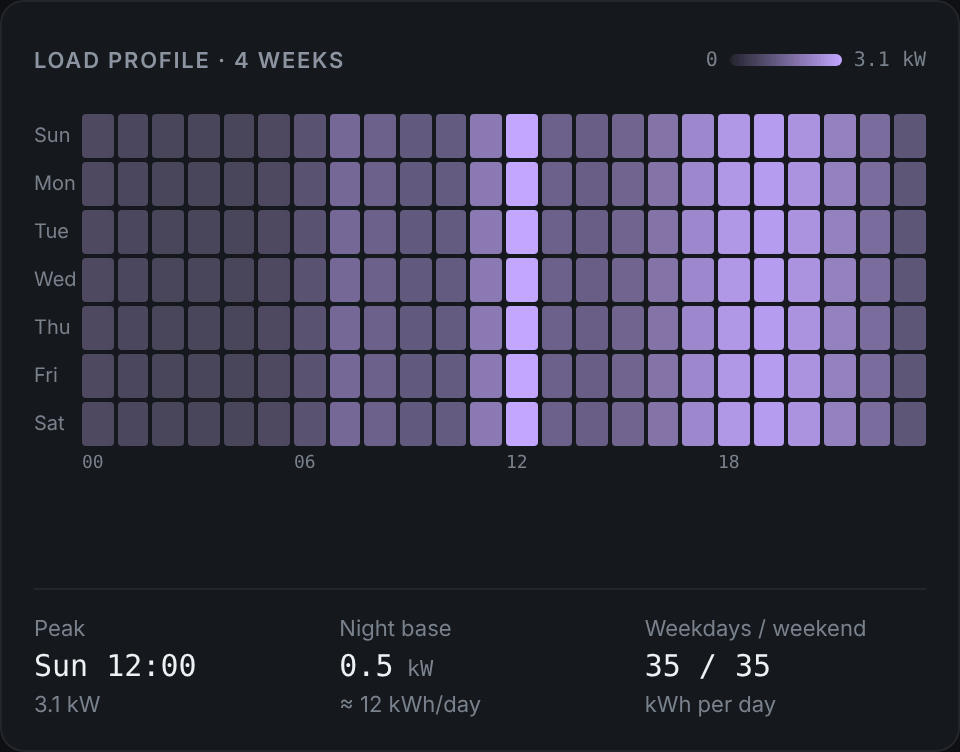 LOAD PROFILE · 4 WEEKS
0 3.1 kW
Sun
Mon
Tue
Wed
Thu
Fri
Sat
00 06 12 18
Peak Night base Weekdays / weekend
Sun 12:00 0.5 kW 35 / 35
3.1 kW ≈ 12 kWh/day kWh per day